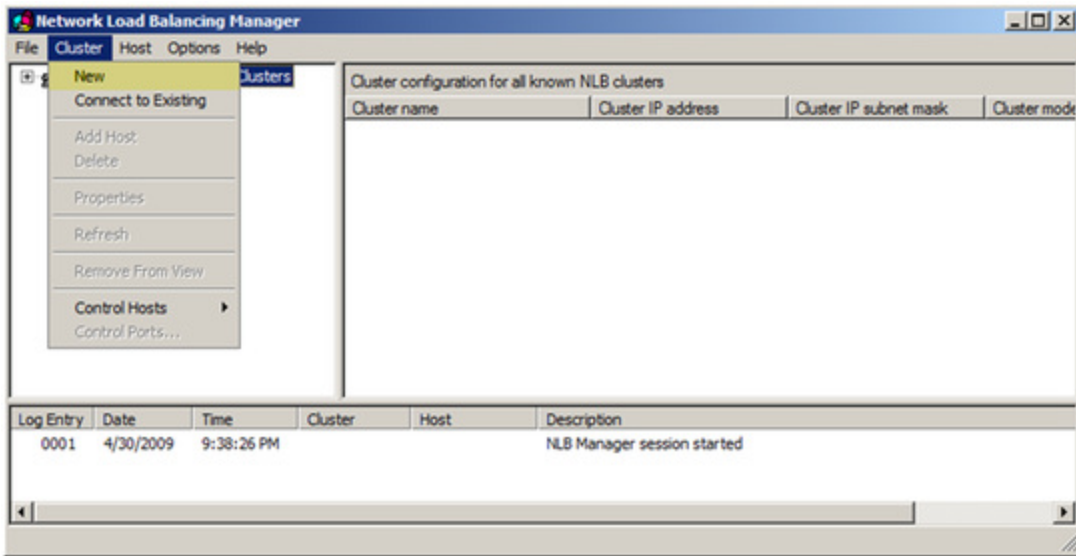 Network Load Balancing Manager
File Cluster Host Options Help
New
Connect to Existing
Add Host
Delete
Properties
Refresh
Remove From View
Control Hosts
Control Ports...
Clusters
Cluster configuration for all known NLB clusters
Cluster name Cluster IP address Cluster IP subnet mask Cluster mode
Log Entry Date Time Cluster Host Description
0001 4/30/2009 9:38:26 PM NLB Manager session started